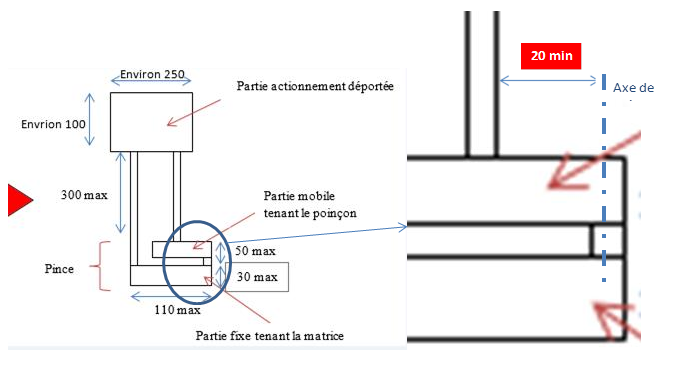 Environ 250
Partie actionnement déportée
Envrion 100
300 max
Partie mobile
tenant le poinçon
50 max
30 max
Pince
110 max
Partie fixe tenant la matrice
20 min
Axe de